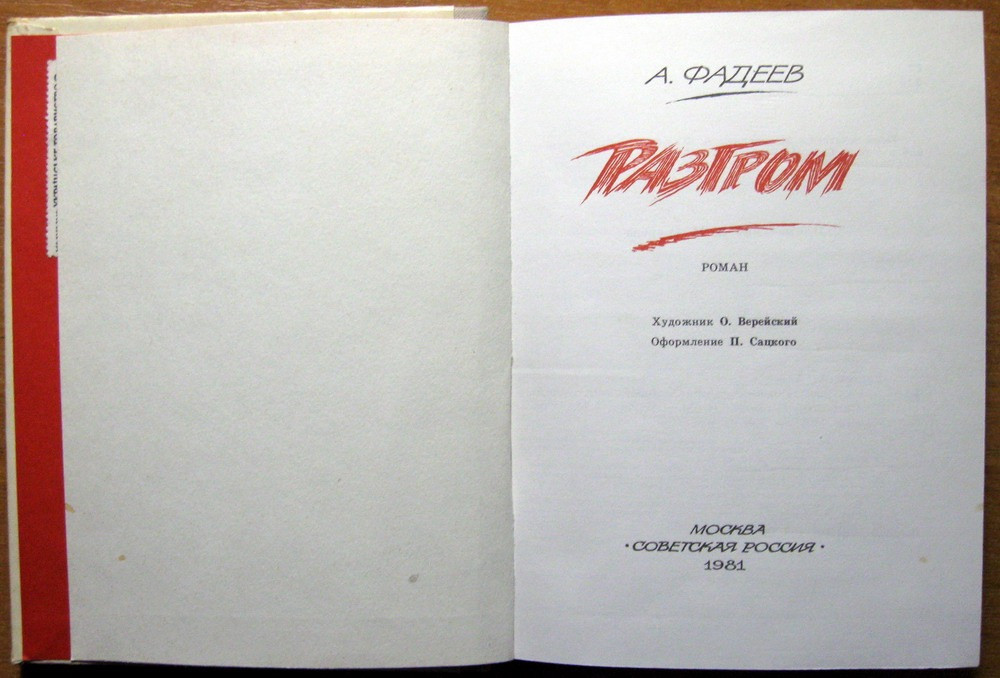 А. ФАДЕЕВ
РАЗГРОМ
РОМАН
Художник О. Верейский
Оформление П. Сацкого
МОСКВА
·СОВЕТСКАЯ РОССИЯ·
1981